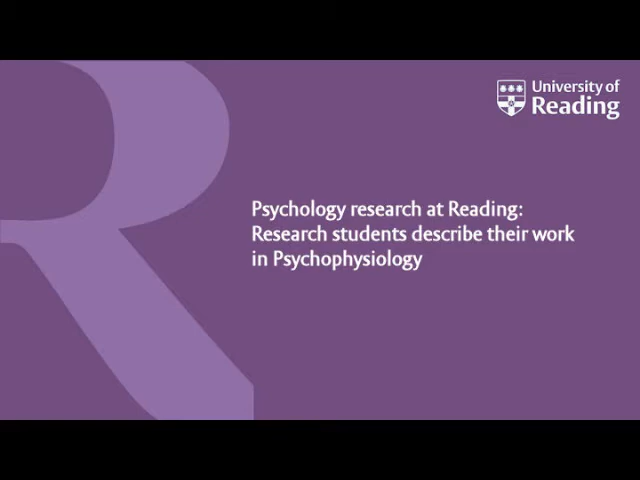 University of
Reading
Psychology research at Reading:
Research students describe their work
in Psychophysiology